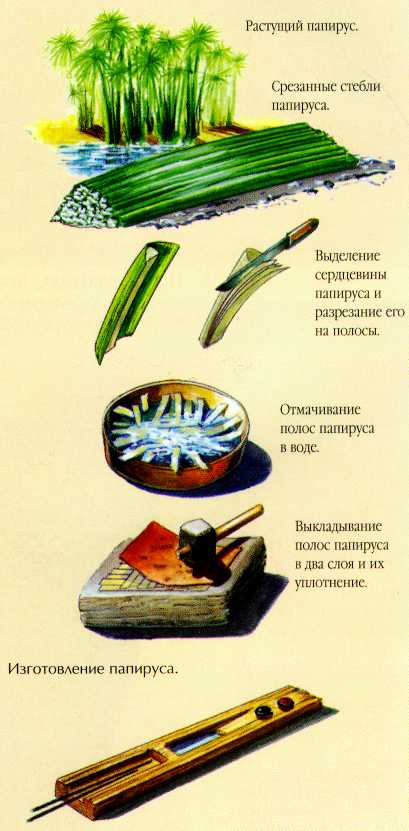 Растущий папирус.
Срезанные стебли
папируса.
Выделение
сердцевины
папируса и
разрезание его
на полосы.
Отмачивание
полос папируса
в воде.
Выкладывание
полос папируса
в два слоя и их
уплотнение.
Изготовление папируса.